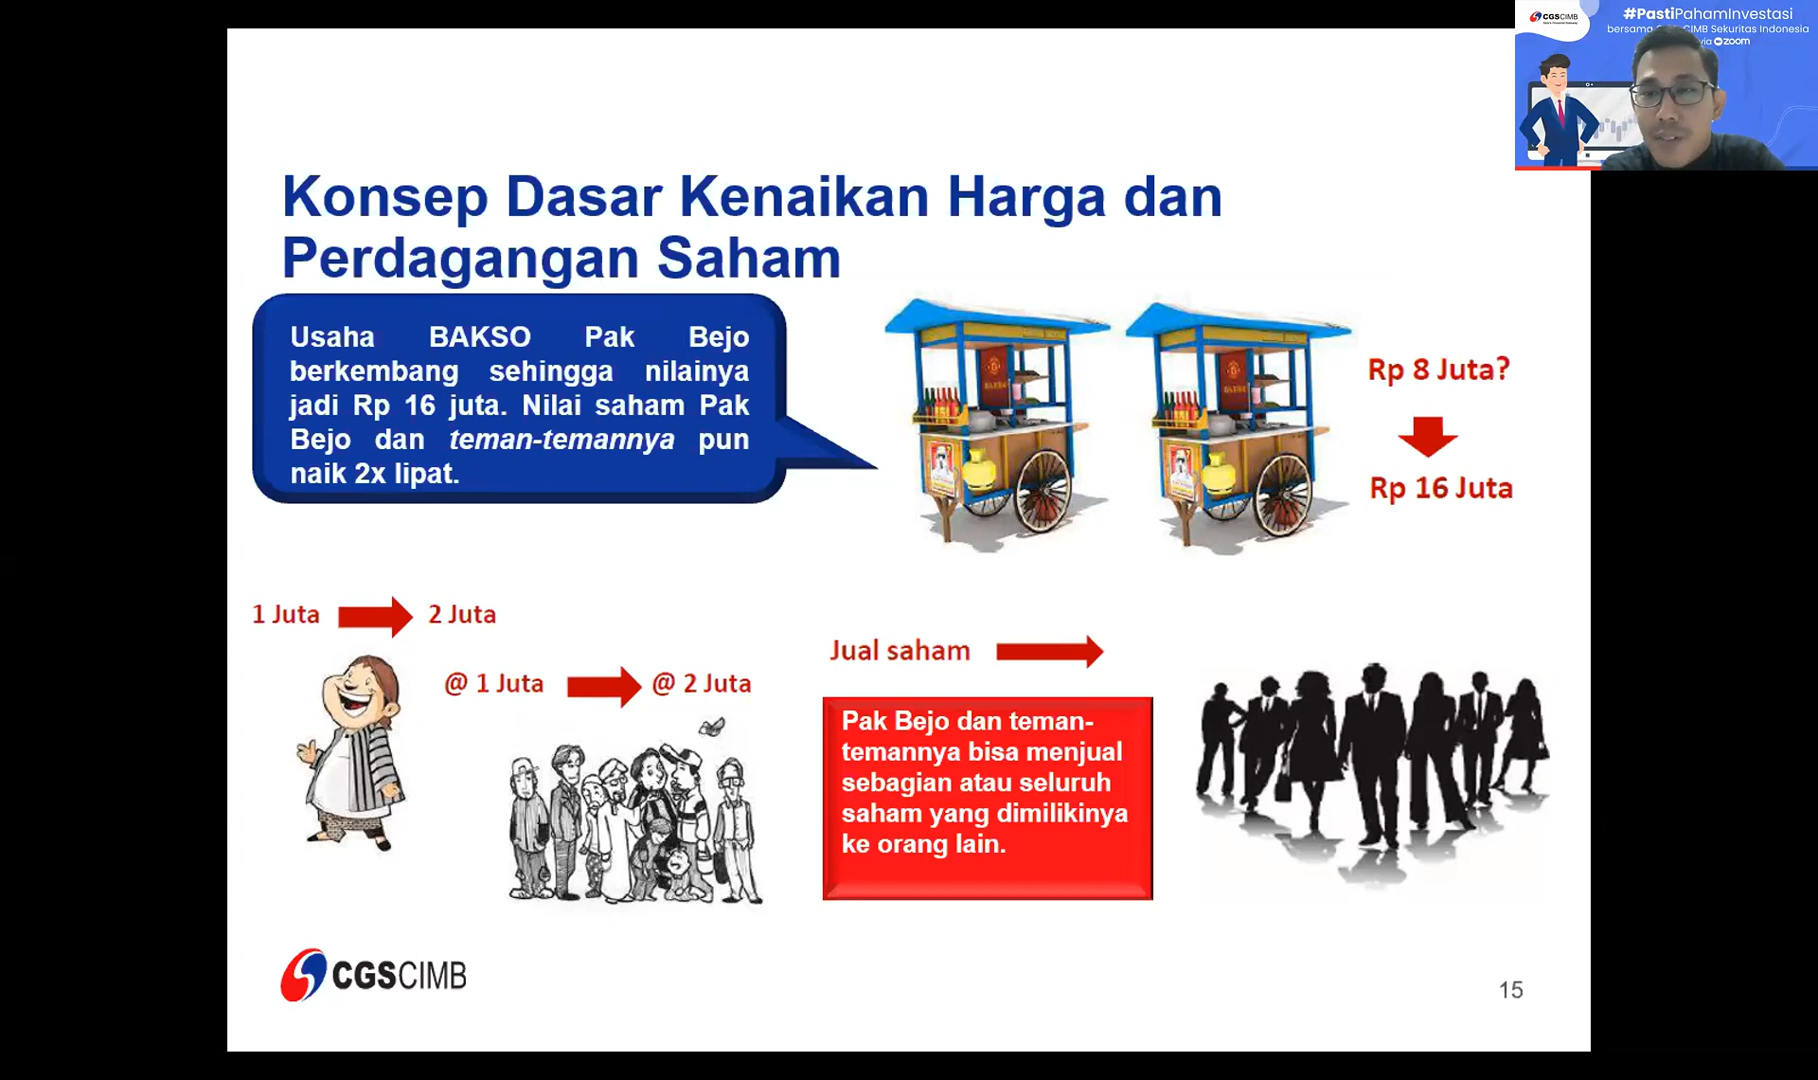 CGSCIMB
#PastiPahamInvestasi
CIMB Sekuritas Indonesia
zoom
Konsep Dasar Kenaikan Harga dan
Perdagangan Saham
Usaha BAKSO Pak Bejo
berkembang sehingga nilainya
jadi Rp 16 juta. Nilai saham Pak
Bejo dan teman-temannya pun
naik 2x lipat.
Rp 8 Juta?
Rp 16 Juta
1 Juta
2 Juta
@ 1 Juta
@ 2 Juta
Jual saham
Pak Bejo dan teman-
temannya bisa menjual
sebagian atau seluruh
saham yang dimilikinya
ke orang lain.
CGSCIMB
15